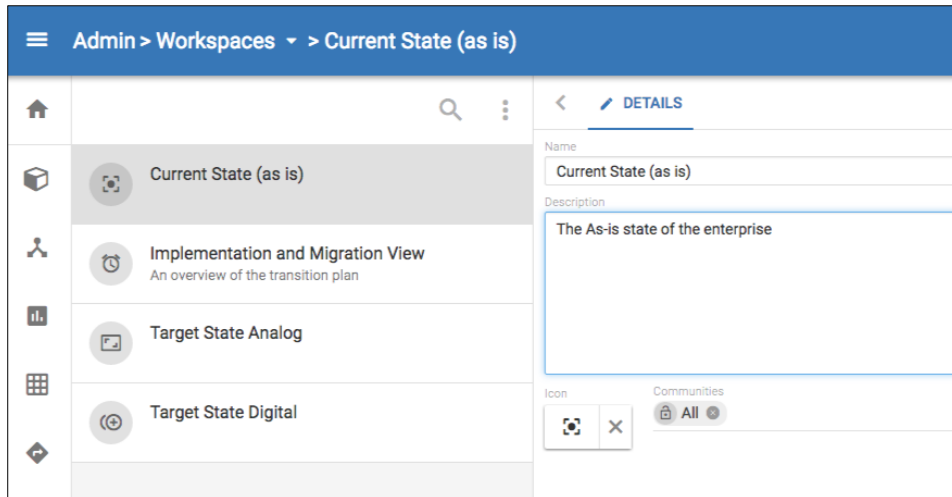 Admin > Workspaces > Current State (as is)
DETAILS
Current State (as is)
Implementation and Migration View
An overview of the transition plan
Target State Analog
Target State Digital
Name
Current State (as is)
Description
The As-is state of the enterprise
Icon
Communities
All